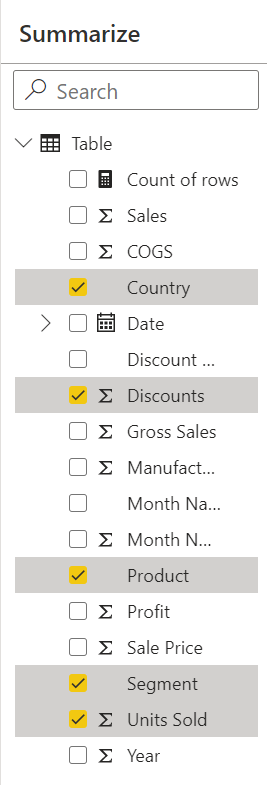 Summarize
Search
Table
Count of rows
Σ Sales
Σ COGS
Country
Date
Discount ...
Σ Discounts
Σ Gross Sales
Σ Manufact...
Month Na...
Σ Month N...
Product
Σ Profit
Σ Sale Price
Segment
Σ Units Sold
Σ Year